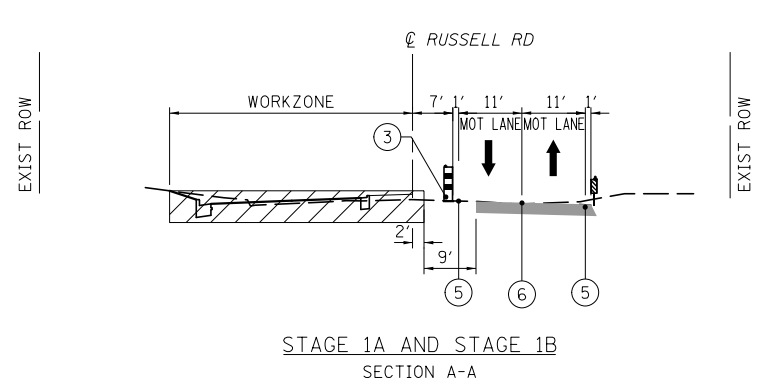 ℄ RUSSELL RD
EXIST ROW
WORKZONE
7' 1' 11' 11' 1'
MOT LANE MOT LANE
3
EXIST ROW
2'
9'
5
6
5
STAGE 1A AND STAGE 1B
SECTION A-A